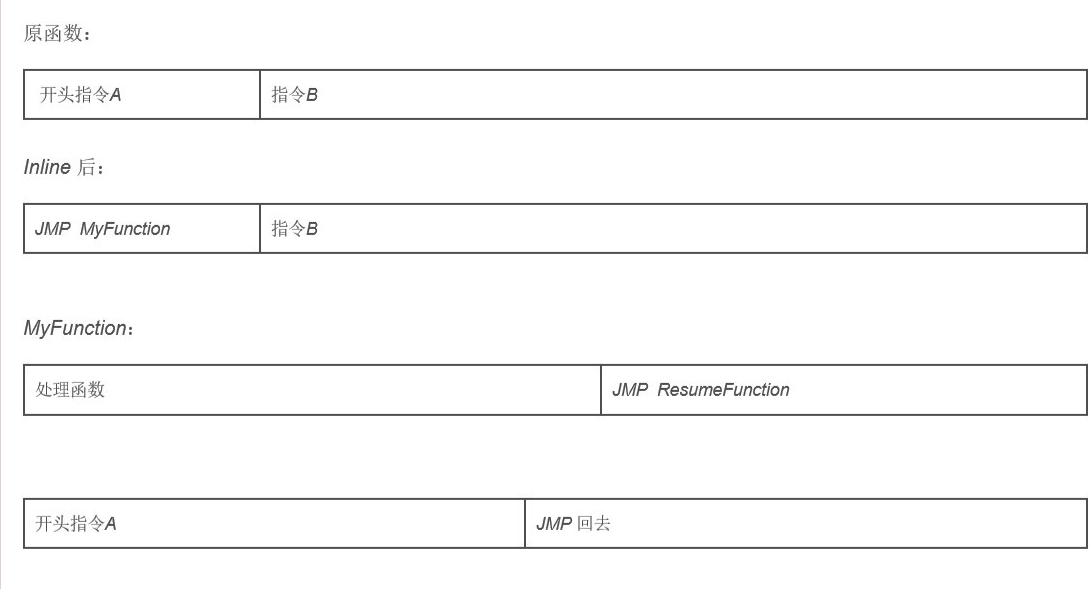 原函数：
开头指令A 指令B
Inline 后：
JMP MyFunction 指令B
MyFunction：
处理函数 JMP ResumeFunction
开头指令A JMP 回去